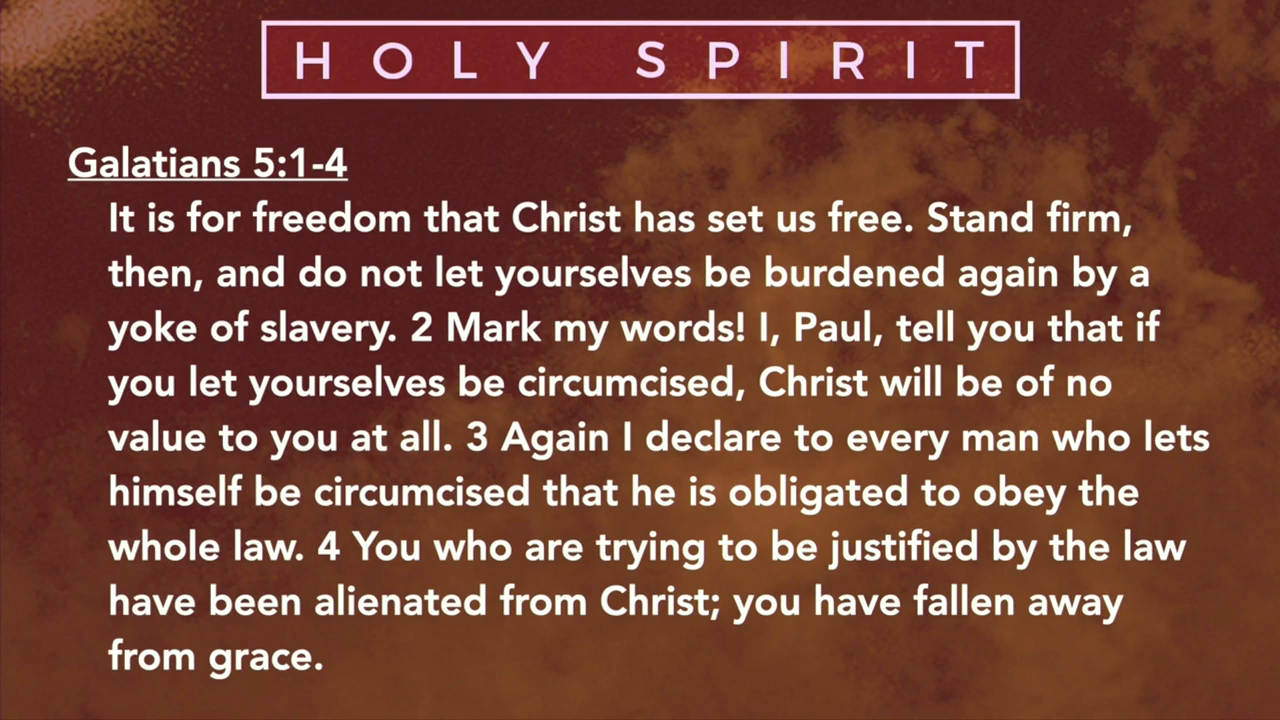 HOLY SPIRIT
Galatians 5:1-4
It is for freedom that Christ has set us free. Stand firm,
then, and do not let yourselves be burdened again by a
yoke of slavery. 2 Mark my words! I, Paul, tell you that if
you let yourselves be circumcised, Christ will be of no
value to you at all. 3 Again I declare to every man who lets
himself be circumcised that he is obligated to obey the
whole law. 4 You who are trying to be justified by the law
have been alienated from Christ; you have fallen away
from grace.